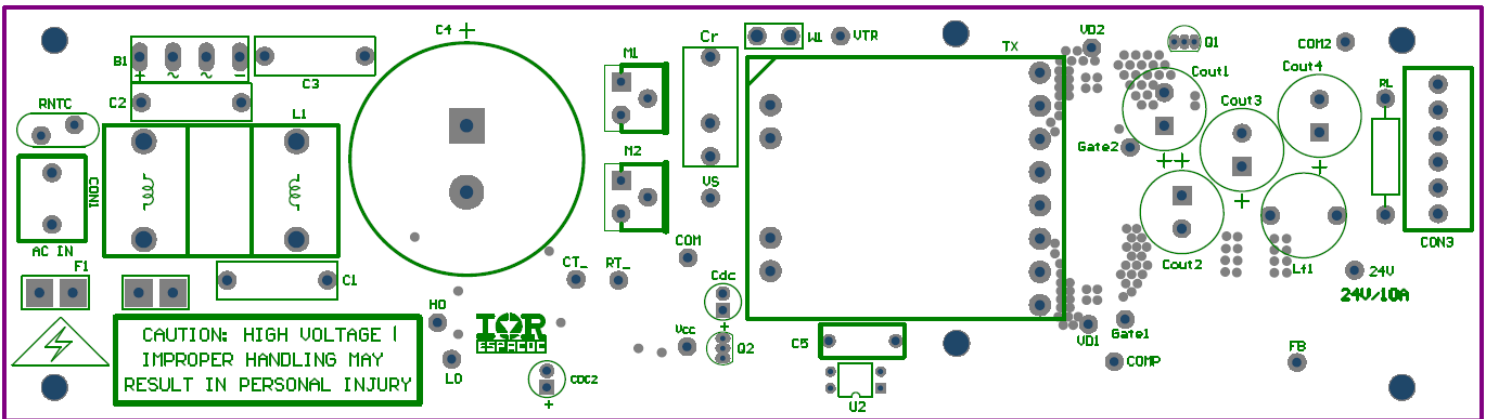 C4 +
B1
+ ~ ~ -
C3
C2
RNTC
L1
CON1
AC IN
F1
C1
CAUTION: HIGH VOLTAGE !
IMPROPER HANDLING MAY
RESULT IN PERSONAL INJURY
HO
LO
IOR
ESPACDC
CDC2
+
CT_
RT_
M1
M2
Cr
VS
COM
Cdc
+
Vcc
Q2
W1
VTR
TX
C5
U2
VD2
Q1
Cout1
Gate2
++
Cout3
+
Cout4
+
COM2
RL
CON3
Cout2
Lf1
24V
24V/10A
VD1
Gate1
COMP
FB